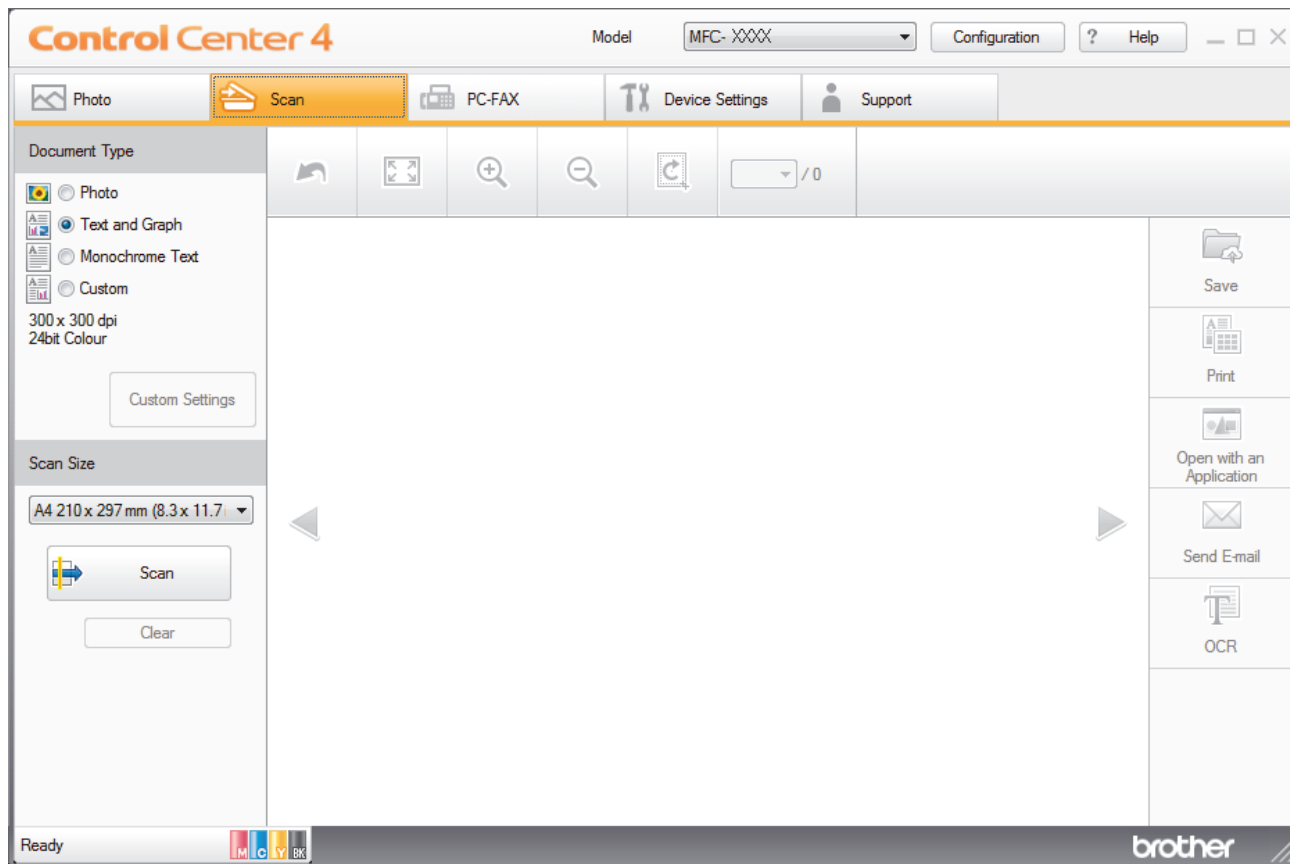 Control Center 4
Model
MFC- XXXX
Configuration
? Help
Photo
Scan
PC-FAX
Device Settings
Support
Document Type
Photo
Text and Graph
Monochrome Text
Custom
300 x 300 dpi
24bit Colour
Custom Settings
Scan Size
A4 210 x 297 mm (8.3 x 11.7
Scan
Clear
/ 0
Save
Print
Open with an
Application
Send E-mail
OCR
Ready
M C Y BK
brother